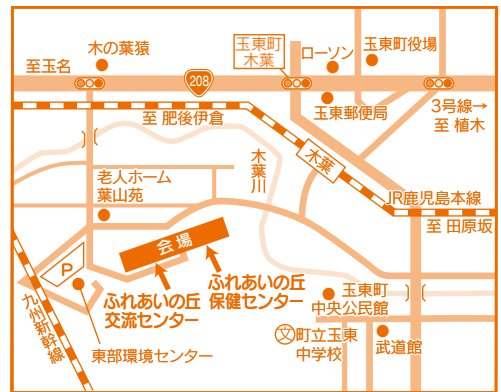 木の葉猿
至玉名
208
玉東町
木葉
ローソン
玉東町役場
玉東郵便局
3号線→
至 植木
至 肥後伊倉
木葉川
木葉
老人ホーム
葉山苑
JR鹿児島本線
至 田原坂
会場
P
ふれあいの丘
交流センター
ふれあいの丘
保健センター
九州新幹線
東部環境センター
玉東町
中央公民館
文
町立玉東
中学校
武道館